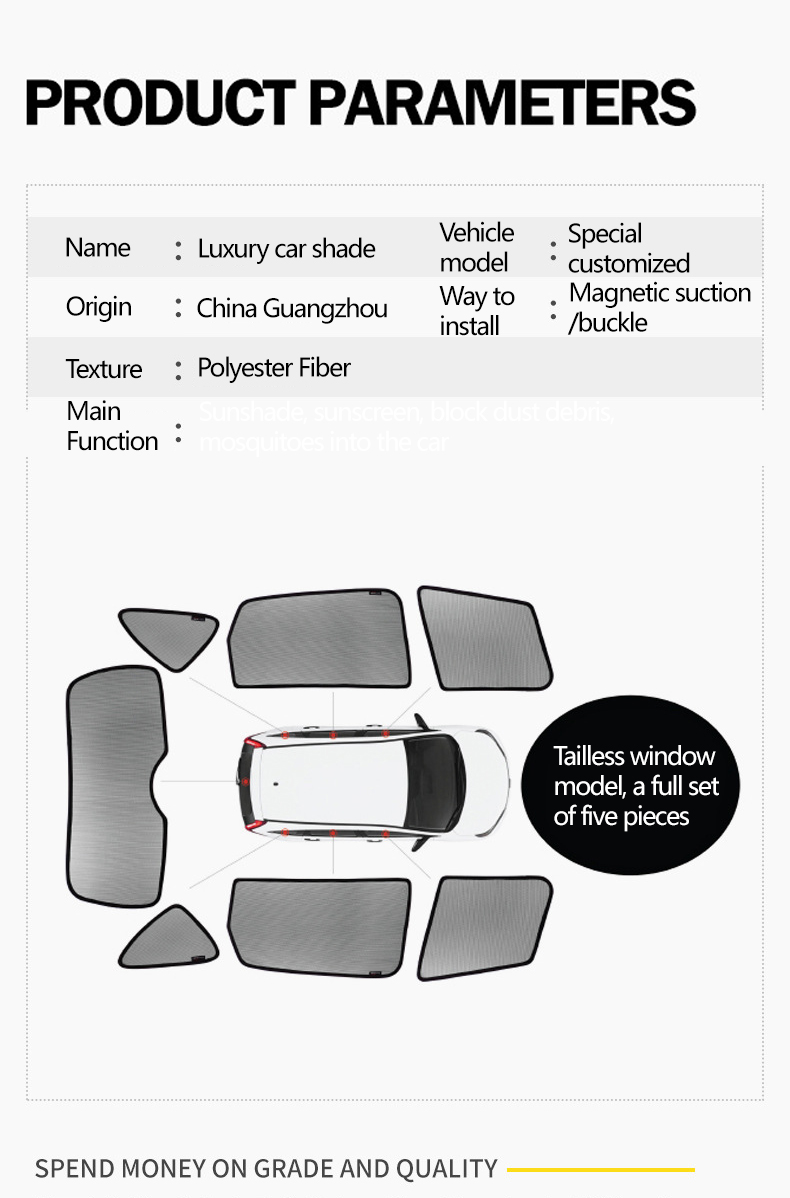 PRODUCT PARAMETERS
Name : Luxury car shade
Vehicle model : Special customized
Origin : China Guangzhou
Way to install : Magnetic suction /buckle
Texture : Polyester Fiber
Main Function : Sunshade, sunscreen, block dust debris,
mosquitoes into the car
Tailless window
model, a full set
of five pieces
SPEND MONEY ON GRADE AND QUALITY